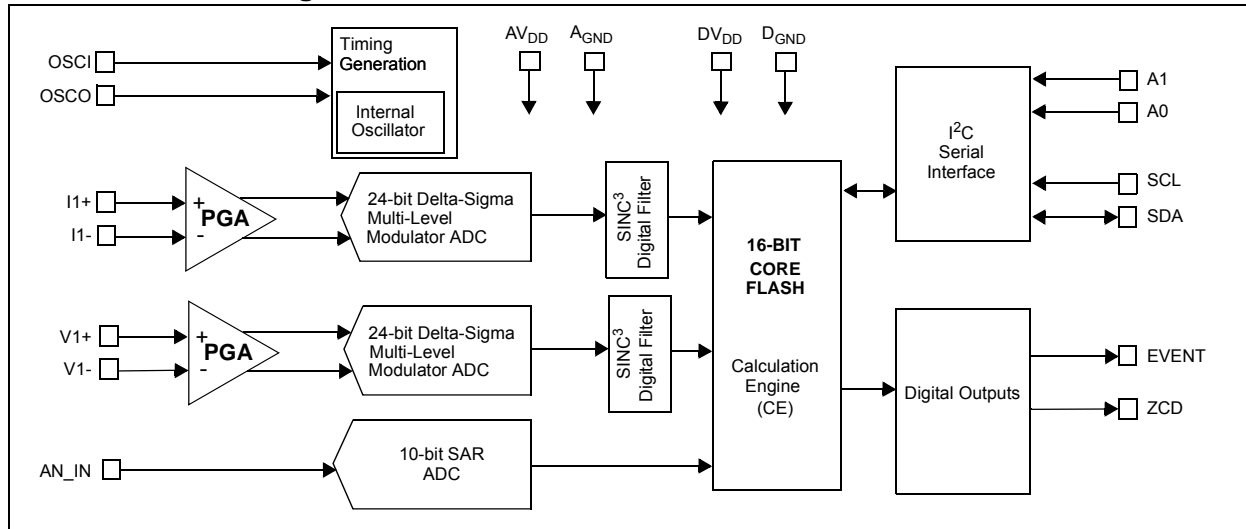 AVDD
AGND
DVDD
DGND
OSCI
OSCO
Timing
Generation
Internal
Oscillator
I1+
I1-
+
-
PGA
24-bit Delta-Sigma
Multi-Level
Modulator ADC
SINC3
Digital Filter
V1+
V1-
+
-
PGA
24-bit Delta-Sigma
Multi-Level
Modulator ADC
SINC3
Digital Filter
AN_IN
10-bit SAR
ADC
16-BIT
CORE
FLASH
Calculation
Engine
(CE)
I2C
Serial
Interface
A1
A0
SCL
SDA
Digital Outputs
EVENT
ZCD